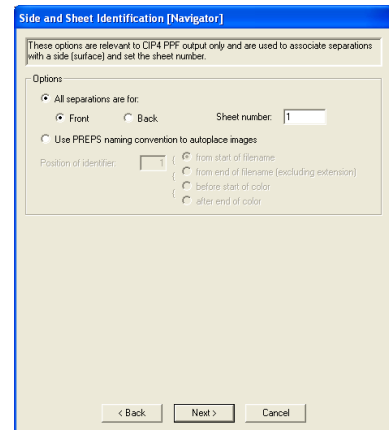 Side and Sheet Identification [Navigator]
These options are relevant to CIP4 PPF output only and are used to associate separations
with a side (surface) and set the sheet number.
Options
All separations are for:
Front Back Sheet number: 1
Use PREPS naming convention to autoplace images
Position of identifier: 1 ( from start of filename
( from end of filename (excluding extension)
( before start of color
after end of color
< Back Next > Cancel